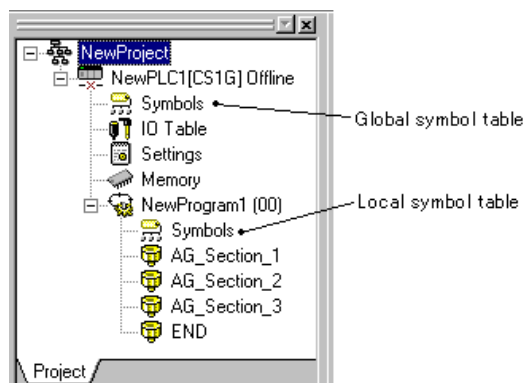 NewProject
NewPLC1[CS1G] Offline
Symbols
Global symbol table
IO Table
Settings
Memory
NewProgram1 (00)
Symbols
Local symbol table
AG_Section_1
AG_Section_2
AG_Section_3
END
Project